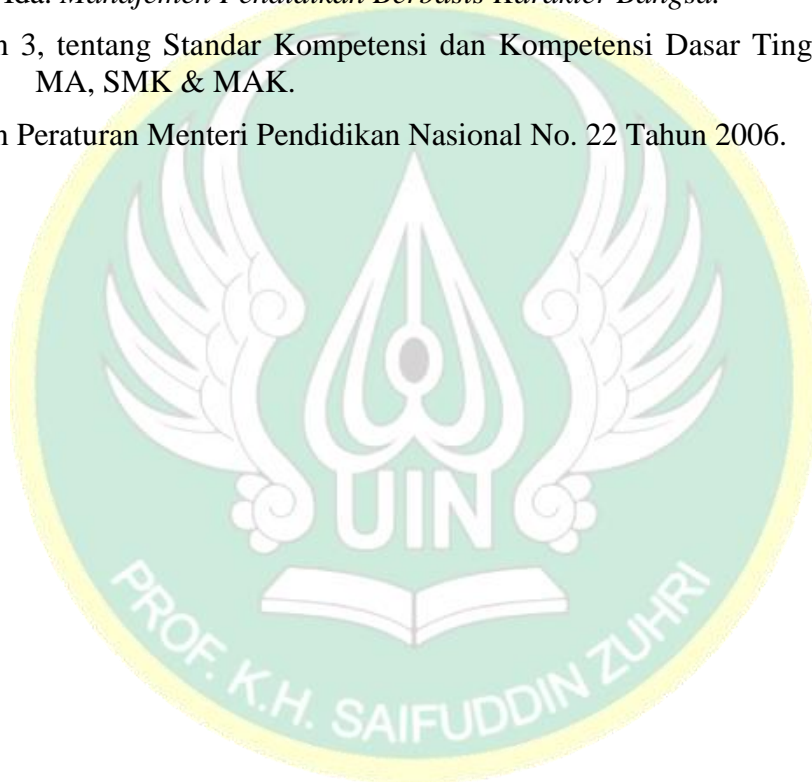 Ida. Manajemen Pendidikan Berbasis Karakter Bangsa.
n 3, tentang Standar Kompetensi dan Kompetensi Dasar Ting
MA, SMK & MAK.
n Peraturan Menteri Pendidikan Nasional No. 22 Tahun 2006.
UIN
PROF. K.H. SAIFUDDIN ZUHRI